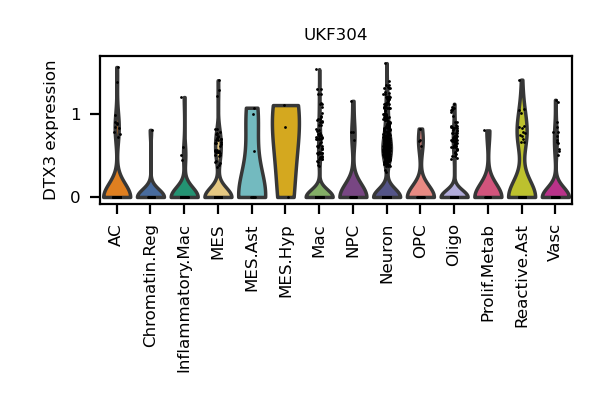 UKF304
DTX3 expression
1
0
AC
Chromatin.Reg
Inflammatory.Mac
MES
MES.Ast
MES.Hyp
Mac
NPC
Neuron
OPC
Oligo
Prolif.Metab
Reactive.Ast
Vasc